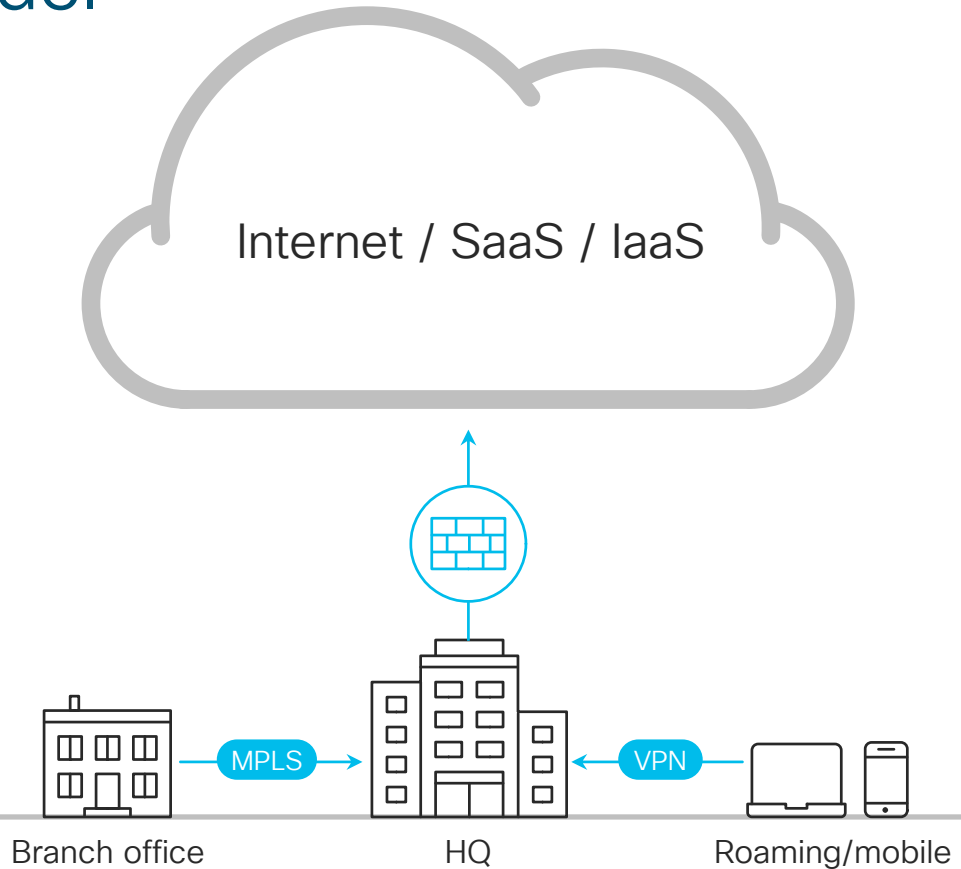 Internet / SaaS / IaaS
MPLS
VPN
Branch office
HQ
Roaming/mobile